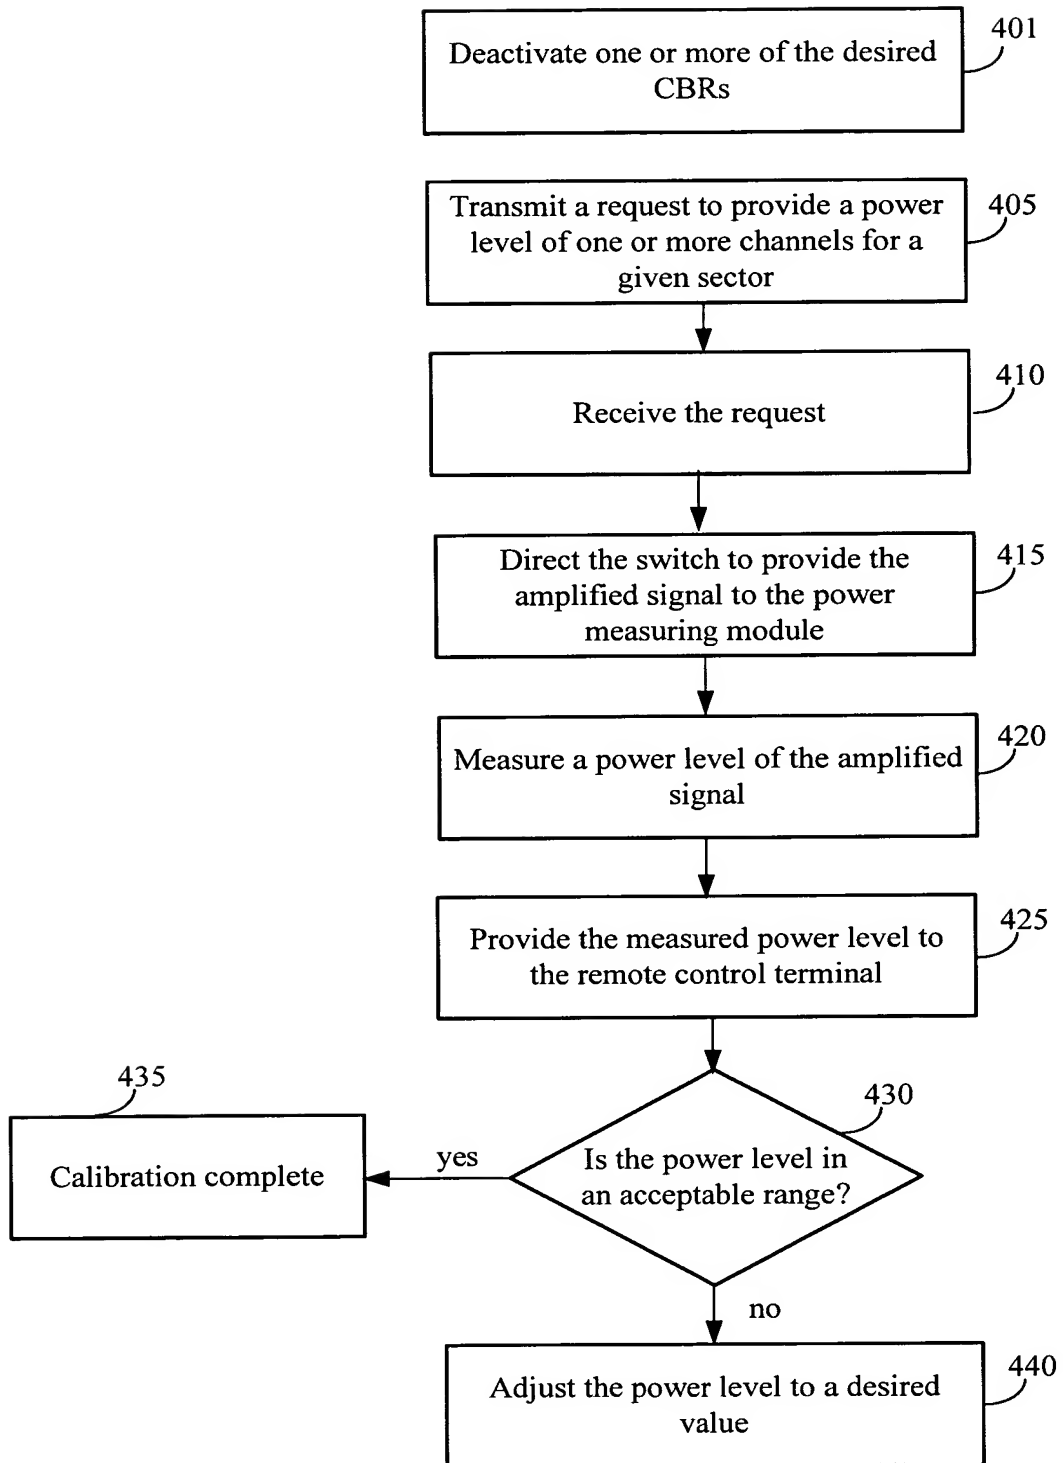 401
Deactivate one or more of the desired
CBRs
405
Transmit a request to provide a power
level of one or more channels for a
given sector
410
Receive the request
415
Direct the switch to provide the
amplified signal to the power
measuring module
420
Measure a power level of the amplified
signal
425
Provide the measured power level to
the remote control terminal
435
430
Calibration complete
yes
Is the power level in
an acceptable range?
no
440
Adjust the power level to a desired
value